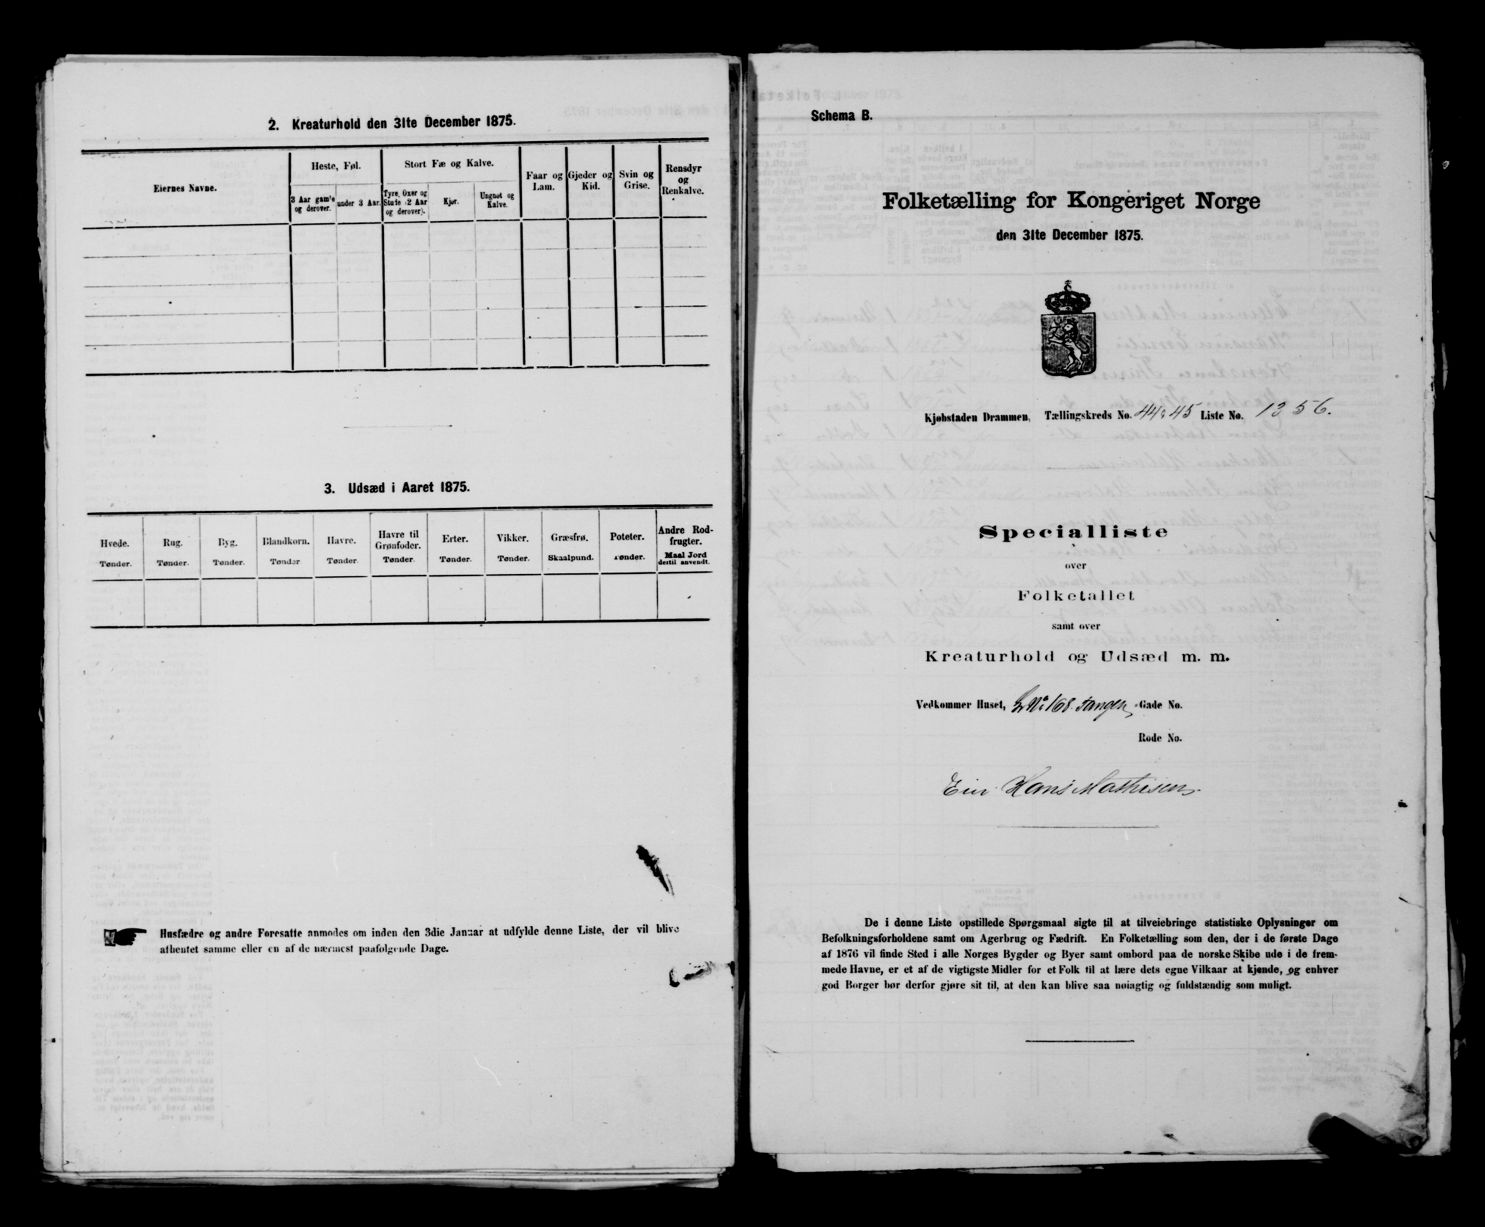 2. Kreaturhold den 31te December 1875.
Eiernes Navne.
Heste, Føl.
3 Aar gaml's og derover.
under 3 Aar.
Stort Fæ og Kalve.
Tyre, Oxer og Stude (2 Aar og derover).
Kjør.
Ungnøt og Kalve.
Faar og Lam.
Gjeder og Kid.
Svin og Grise.
Rensdyr og Renkalve.
3. Udsæd i Aaret 1875.
Hvede. Rug. Byg. Blandkorn. Havre. Havre til Grønfoder. Erter. Vikker. Græsfrø. Poteter. Andre Rodfrugter.
Tønder. Tønder. Tønder. Tønder Tønder. Tønder. Tønder. Tønder. Skaalpund. Tønder. Maal Jord dertil anvendt.
Husfædre og andre Foresatte anmodes om inden den 3die Januar at udfylde denne Liste, der vil blive
afhentet samme eller en af de nærmest paafølgende Dage.
Schema B.
Folketælling for Kongeriget Norge
den 31te December 1875.
Kjøbstaden Drammen, Tællingskreds No. 44 & 45 Liste No. 1356.
Specialliste
over
Folketallet
samt over
Kreaturhold og Udsæd m. m.
Vedkommer Huset, 168 Tangen, Gade No.
Rode No.
Eier Hans Mathisen
De i denne Liste opstillede Spørgsmaal sigte til at tilveiebringe statistiske Oplysninger om
Befolkningsforholdene samt om Agerbrug og Fædrift. En Folketælling som den, der i de første Dage
af 1876 vil finde Sted i alle Norges Bygder og Byer samt ombord paa de norske Skibe ude i de frem-
mede Havne, er et af de vigtigste Midler for et Folk til at lære dets egne Vilkaar at kjende, og enhver
god Borger bør derfor gjøre sit til, at den kan blive saa nøiagtig og fuldstændig som muligt.